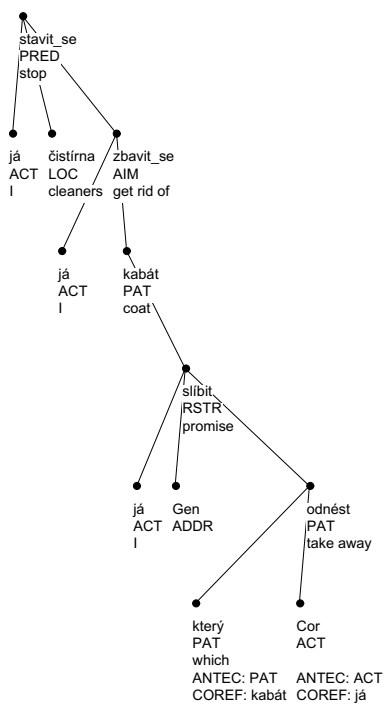 stavit_se
PRED
stop
já
ACT
I
čistírna
LOC
cleaners
zbavit_se
AIM
get rid of
já
ACT
I
kabát
PAT
coat
slíbit
RSTR
promise
já
ACT
I
Gen
ADDR
odnést
PAT
take away
který
PAT
which
ANTEC: PAT
COREF: kabát
Cor
ACT
ANTEC: ACT
COREF: já